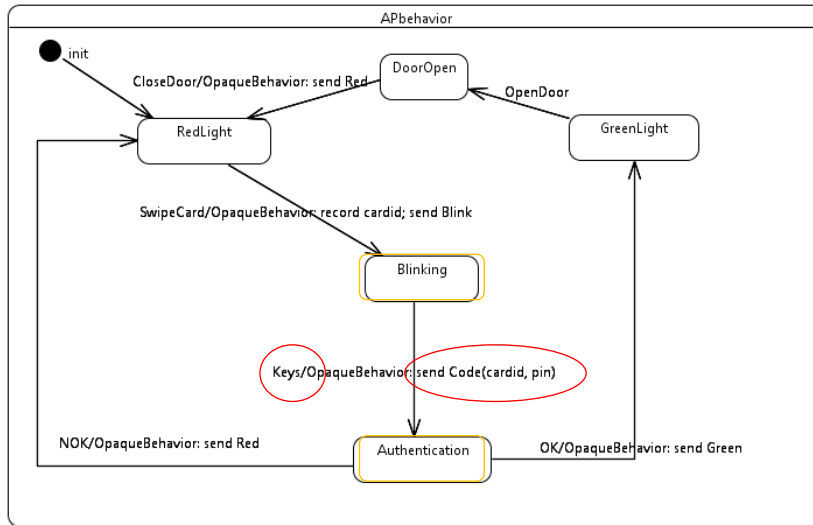 APbehavior
init
DoorOpen
CloseDoor/OpaqueBehavior: send Red
OpenDoor
RedLight
GreenLight
SwipeCard/OpaqueBehavior: record cardid; send Blink
Blinking
Keys/OpaqueBehavior: send Code(cardid, pin)
NOK/OpaqueBehavior: send Red
Authentication
OK/OpaqueBehavior: send Green